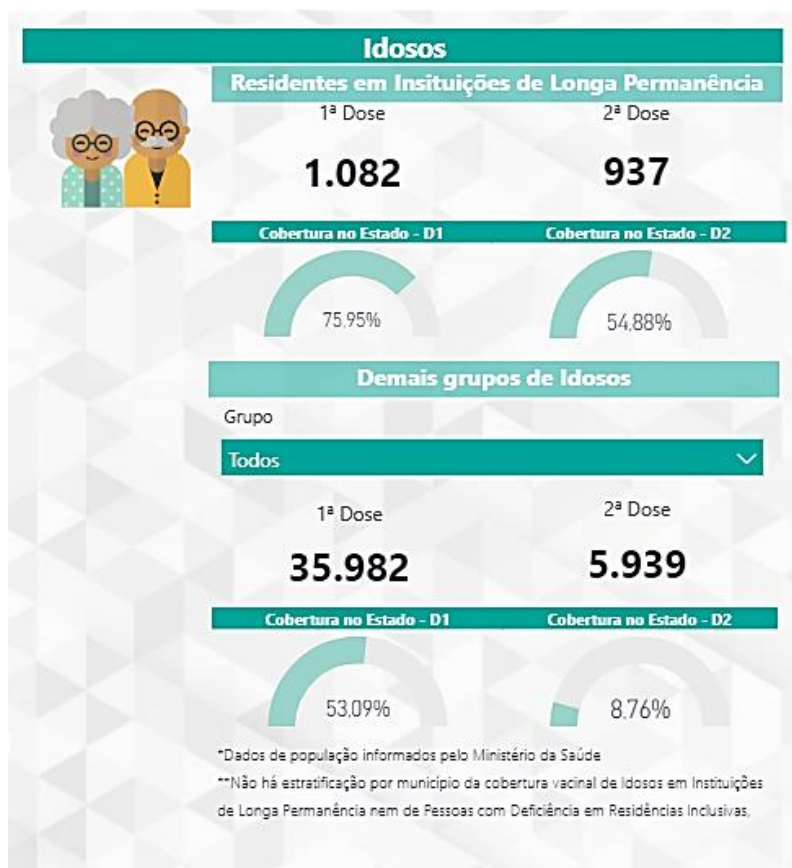 Idosos
Residentes em Insituições de Longa Permanência
1ª Dose 2ª Dose
1.082 937
Cobertura no Estado - D1 Cobertura no Estado - D2
75,95% 54,88%
Demais grupos de Idosos
Grupo
Todos
1ª Dose 2ª Dose
35.982 5.939
Cobertura no Estado - D1 Cobertura no Estado - D2
53,09% 8,76%
*Dados de população informados pelo Ministério da Saúde
**Não há estratificação por município da cobertura vacinal de Idosos em Instituições
de Longa Permanência nem de Pessoas com Deficiência em Residências Inclusivas,